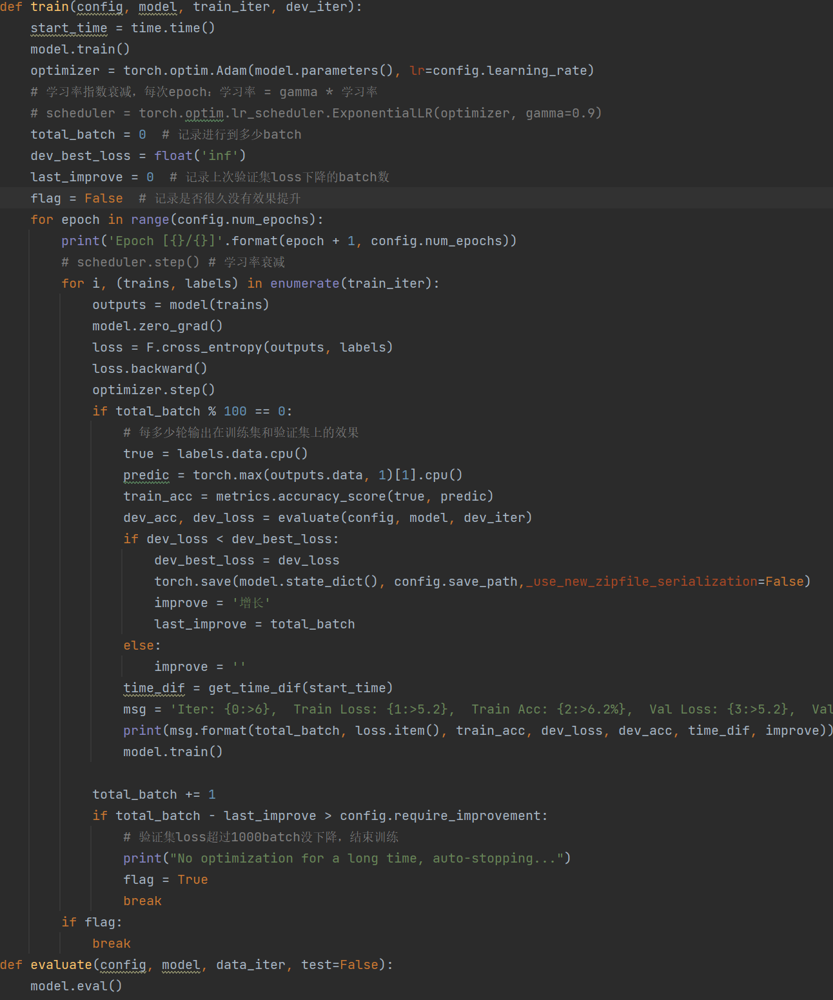 def train(config, model, train_iter, dev_iter):
    start_time = time.time()
    model.train()
    optimizer = torch.optim.Adam(model.parameters(), lr=config.learning_rate)
    # 学习率指数衰减，每次epoch：学习率 = gamma * 学习率
    # scheduler = torch.optim.lr_scheduler.ExponentialLR(optimizer, gamma=0.9)
    total_batch = 0  # 记录进行到多少batch
    dev_best_loss = float('inf')
    last_improve = 0  # 记录上次验证集loss下降的batch数
    flag = False  # 记录是否很久没有效果提升
    for epoch in range(config.num_epochs):
        print('Epoch [{}/{}]'.format(epoch + 1, config.num_epochs))
        # scheduler.step() # 学习率衰减
        for i, (trains, labels) in enumerate(train_iter):
            outputs = model(trains)
            model.zero_grad()
            loss = F.cross_entropy(outputs, labels)
            loss.backward()
            optimizer.step()
            if total_batch % 100 == 0:
                # 每多少轮输出在训练集和验证集上的效果
                true = labels.data.cpu()
                predic = torch.max(outputs.data, 1)[1].cpu()
                train_acc = metrics.accuracy_score(true, predic)
                dev_acc, dev_loss = evaluate(config, model, dev_iter)
                if dev_loss < dev_best_loss:
                    dev_best_loss = dev_loss
                    torch.save(model.state_dict(), config.save_path,_use_new_zipfile_serialization=False)
                    improve = '增长'
                    last_improve = total_batch
                else:
                    improve = ''
                time_dif = get_time_dif(start_time)
                msg = 'Iter: {0:>6},  Train Loss: {1:>5.2},  Train Acc: {2:>6.2%},  Val Loss: {3:>5.2},  Val
                print(msg.format(total_batch, loss.item(), train_acc, dev_loss, dev_acc, time_dif, improve))
                model.train()
            total_batch += 1
            if total_batch - last_improve > config.require_improvement:
                # 验证集loss超过1000batch没下降，结束训练
                print("No optimization for a long time, auto-stopping...")
                flag = True
                break
        if flag:
            break
def evaluate(config, model, data_iter, test=False):
    model.eval()